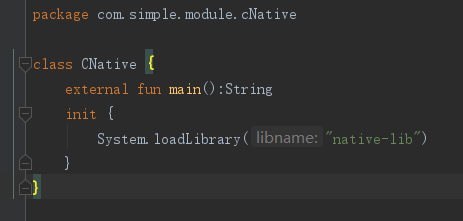 package com.simple.module.cNative
class CNative {
external fun main():String
init {
System.loadLibrary( libname: "native-lib")
}
}